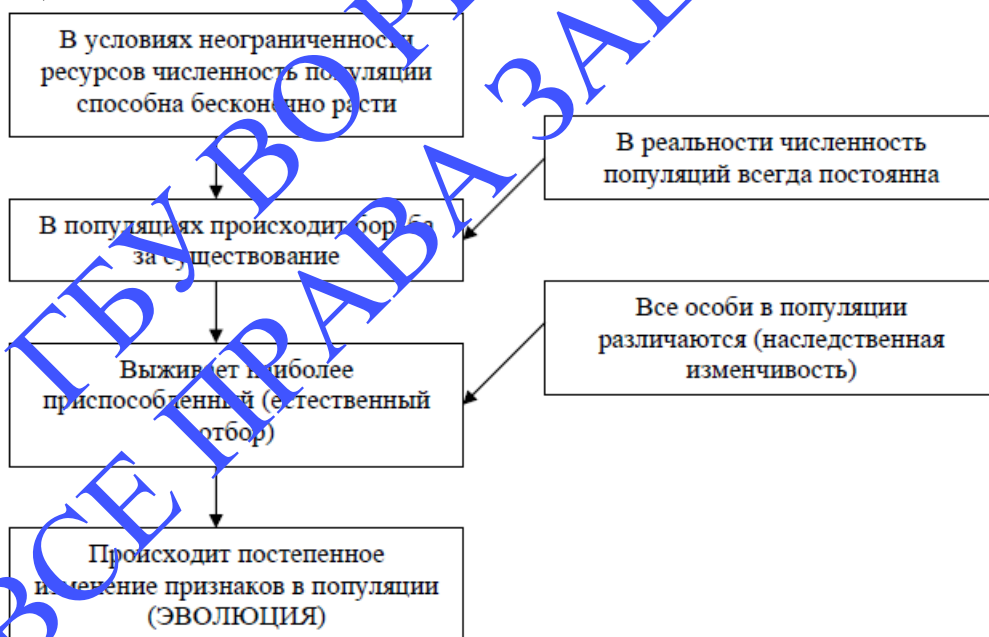 В условиях неограниченности
ресурсов численность популяции
способна бесконечно расти
В реальности численность
популяций всегда постоянна
В популяциях происходит борьба
за существование
Все особи в популяции
различаются (наследственная
изменчивость)
Выживает наиболее
приспособленный (естественный
отбор)
Происходит постепенное
изменение признаков в популяции
(ЭВОЛЮЦИЯ)
ГБУ ВО
ВСЕ ПРАВА